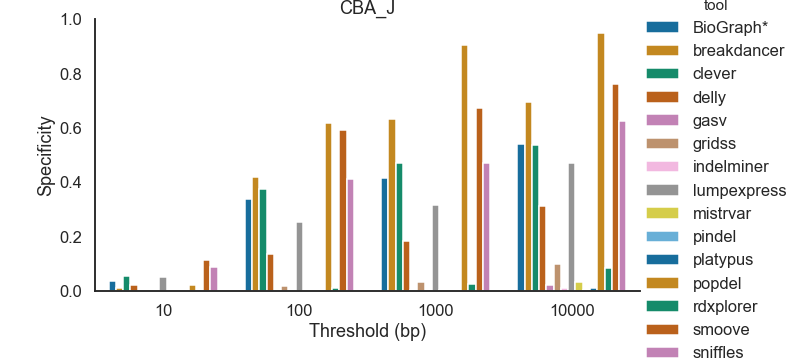 CBA_J
tool
1.0
0.8
0.6
0.4
0.2
0.0
Specificity
10
100
1000
10000
Threshold (bp)
BioGraph*
breakdancer
clever
delly
gasv
gridss
indelminer
lumpexpress
mistrvar
pindel
platypus
popdel
rdxplorer
smoove
sniffles